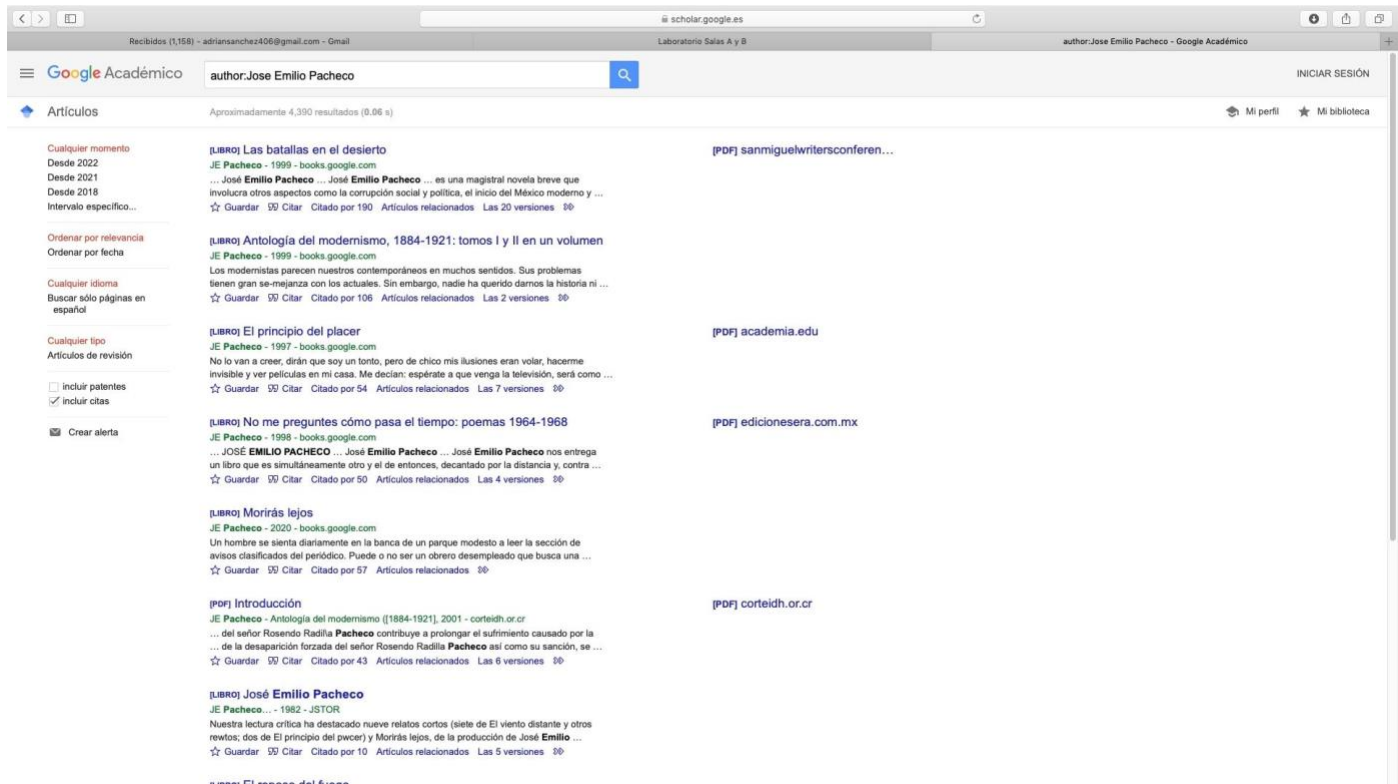 scholar.google.es
Recibidos (1,158) – adriansanchez406@gmail.com – Gmail
Laboratorio Salas A y B
author:Jose Emilio Pacheco - Google Académico
Google Académico
author:Jose Emilio Pacheco
INICIAR SESIÓN
Artículos
Aproximadamente 4,390 resultados (0.06 s)
Mi perfil
Mi biblioteca
Cualquier momento
Desde 2022
Desde 2021
Desde 2018
Intervalo específico...
Ordenar por relevancia
Ordenar por fecha
Cualquier idioma
Buscar sólo páginas en
español
Cualquier tipo
Artículos de revisión
incluir patentes
incluir citas
Crear alerta
[LIBRO] Las batallas en el desierto
[PDF] sanmiguelwritersconferen…
JE Pacheco - 1999 - books.google.com
… José Emilio Pacheco … José Emilio Pacheco … es una magistral novela breve que
involucra otros aspectos como la corrupción social y política, el inicio del México moderno y …
Guardar Citar Citado por 190 Artículos relacionados Las 20 versiones
[LIBRO] Antología del modernismo, 1884-1921: tomos I y II en un volumen
JE Pacheco - 1999 - books.google.com
Los modernistas parecen nuestros contemporáneos en muchos sentidos. Sus problemas
tienen gran se-mejanza con los actuales. Sin embargo, nadie ha querido darnos la historia ni …
Guardar Citar Citado por 106 Artículos relacionados Las 2 versiones
[LIBRO] El principio del placer
[PDF] academia.edu
JE Pacheco - 1997 - books.google.com
No lo van a creer, dirán que soy un tonto, pero de chico mis ilusiones eran volar, hacerme
invisible y ver películas en mi casa. Me decían: espérate a que venga la televisión, será como …
Guardar Citar Citado por 54 Artículos relacionados Las 7 versiones
[LIBRO] No me preguntes cómo pasa el tiempo: poemas 1964-1968
[PDF] edicionesera.com.mx
JE Pacheco - 1998 - books.google.com
… JOSÉ EMILIO PACHECO … José Emilio Pacheco … José Emilio Pacheco nos entrega
un libro que es simultáneamente otro y el de entonces, decantado por la distancia y, contra …
Guardar Citar Citado por 50 Artículos relacionados Las 4 versiones
[LIBRO] Morirás lejos
JE Pacheco - 2020 - books.google.com
Un hombre se sienta diariamente en la banca de un parque modesto a leer la sección de
avisos clasificados del periódico. Puede o no ser un obrero desempleado que busca una …
Guardar Citar Citado por 57 Artículos relacionados
[PDF] Introducción
[PDF] corteidh.or.cr
JE Pacheco - Antología del modernismo ([1884-1921], 2001 - corteidh.or.cr
… del señor Rosendo Radilla Pacheco contribuye a prolongar el sufrimiento causado por la
… de la desaparición forzada del señor Rosendo Radilla Pacheco así como su sanción, se …
Guardar Citar Citado por 43 Artículos relacionados Las 6 versiones
[LIBRO] José Emilio Pacheco
JE Pacheco… - 1982 - JSTOR
Nuestra lectura crítica ha destacado nueve relatos cortos (siete de El viento distante y otros
rewtos; dos de El principio del pwcer) y Morirás lejos, de la producción de José Emilio …
Guardar Citar Citado por 10 Artículos relacionados Las 5 versiones